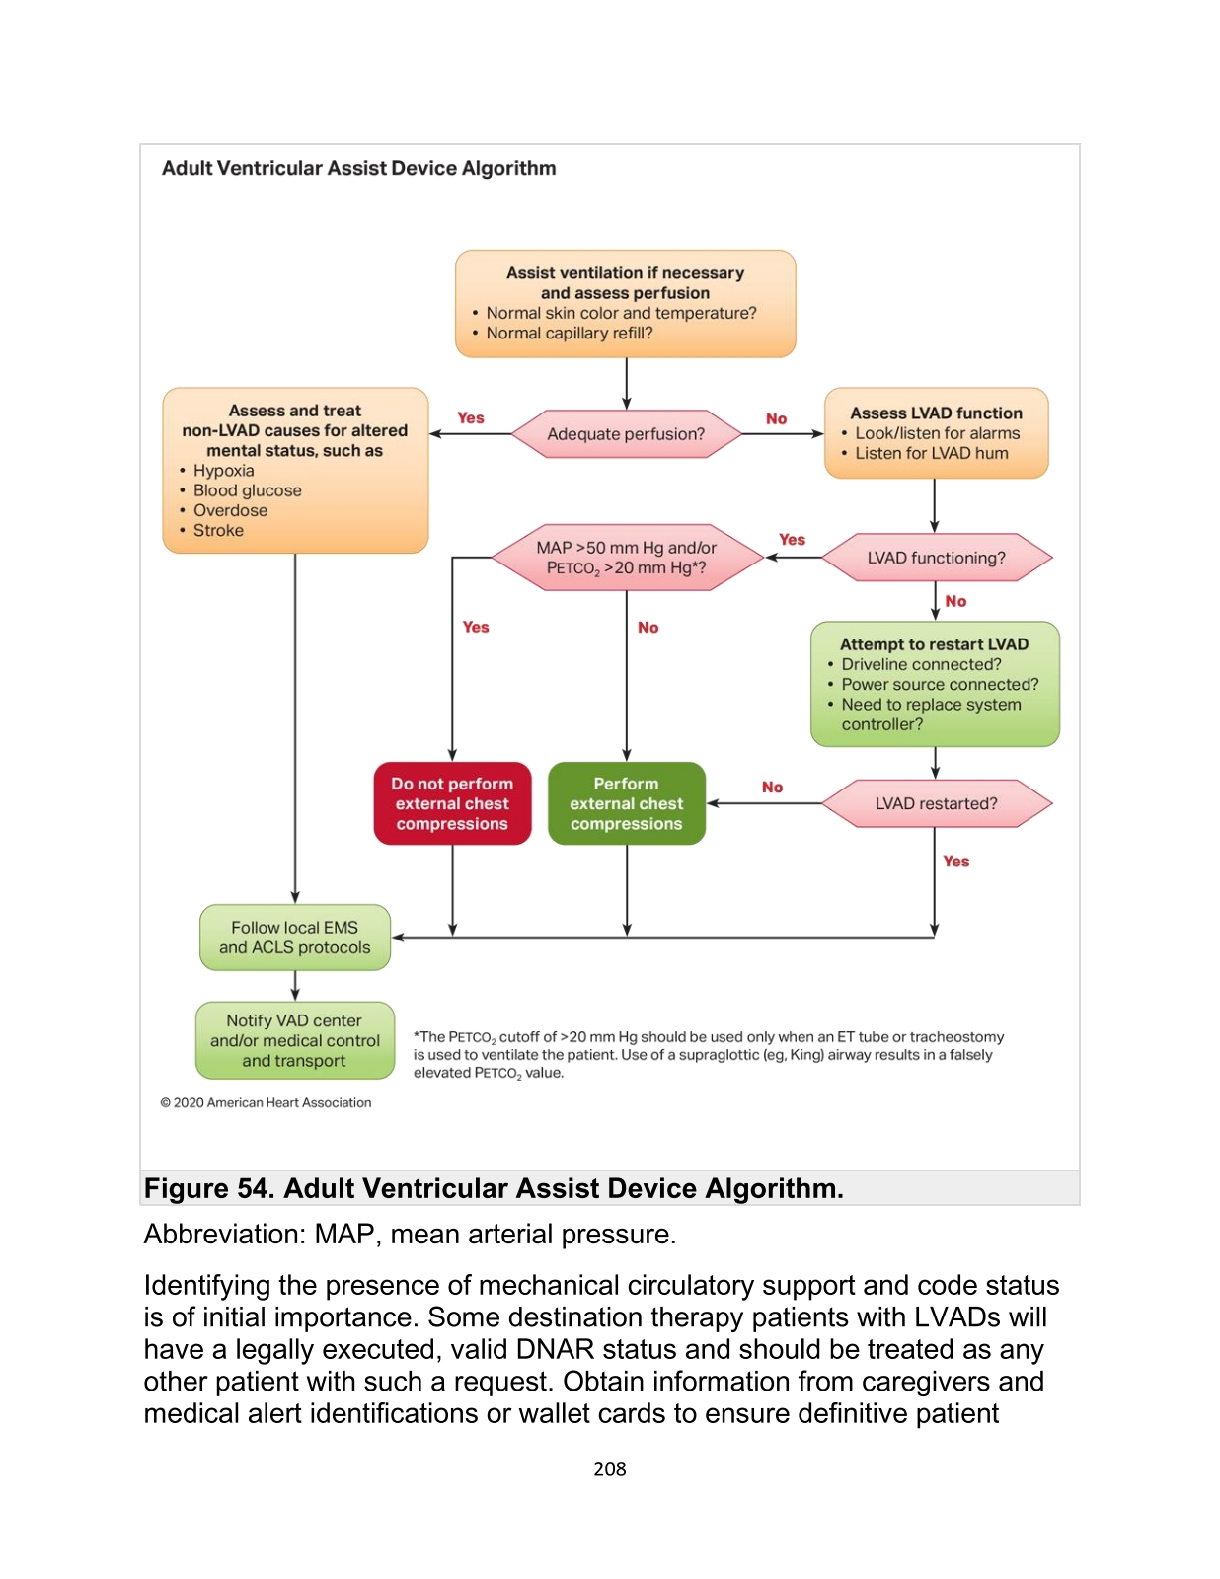 Adult Ventricular Assist Device Algorithm
Assist ventilation if necessary
and assess perfusion
• Normal skin color and temperature?
• Normal capillary refill?
Assess and treat
non-LVAD causes for altered
mental status, such as
• Hypoxia
• Blood glucose
• Overdose
• Stroke
Yes
Adequate perfusion?
No
Assess LVAD function
• Look/listen for alarms
• Listen for LVAD hum
MAP >50 mm Hg and/or
PETCO₂ >20 mm Hg*?
Yes
LVAD functioning?
No
Yes
No
Attempt to restart LVAD
• Driveline connected?
• Power source connected?
• Need to replace system
controller?
Do not perform
external chest
compressions
Perform
external chest
compressions
No
LVAD restarted?
Yes
Follow local EMS
and ACLS protocols
Notify VAD center
and/or medical control
and transport
*The PETCO₂ cutoff of >20 mm Hg should be used only when an ET tube or tracheostomy
is used to ventilate the patient. Use of a supraglottic (eg, King) airway results in a falsely
elevated PETCO₂ value.
© 2020 American Heart Association
Figure 54. Adult Ventricular Assist Device Algorithm.
Abbreviation: MAP, mean arterial pressure.
Identifying the presence of mechanical circulatory support and code status
is of initial importance. Some destination therapy patients with LVADs will
have a legally executed, valid DNAR status and should be treated as any
other patient with such a request. Obtain information from caregivers and
medical alert identifications or wallet cards to ensure definitive patient
208